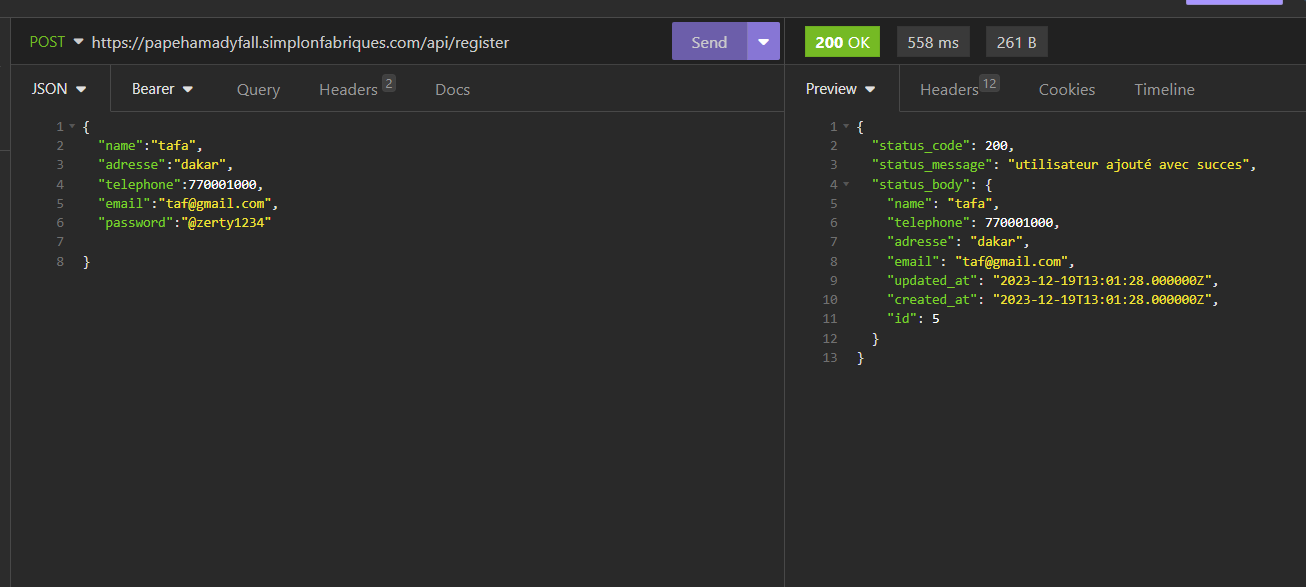 POST https://papehamadyfall.simplonfabriques.com/api/register Send 200 OK 558 ms 261 B
JSON Bearer Query Headers 2 Docs
1 {
2 "name":"tafa",
3 "adresse":"dakar",
4 "telephone":770001000,
5 "email":"taf@gmail.com",
6 "password":"@zerty1234"
7
8 }
Preview Headers 12 Cookies Timeline
1 {
2 "status_code": 200,
3 "status_message": "utilisateur ajouté avec succes",
4 "status_body": {
5 "name": "tafa",
6 "telephone": 770001000,
7 "adresse": "dakar",
8 "email": "taf@gmail.com",
9 "updated_at": "2023-12-19T13:01:28.000000Z",
10 "created_at": "2023-12-19T13:01:28.000000Z",
11 "id": 5
12 }
13 }